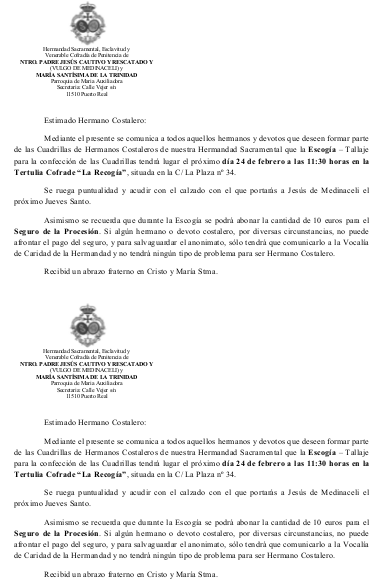 Hermandad Sacramental, Esclavitud y
Venerable Cofradía de Penitencia de
NTRO. PADRE JESÚS CAUTIVO Y RESCATADO Y
(VULGO DE MEDINACELI) y
MARÍA SANTÍSIMA DE LA TRINIDAD
Parroquia de María Auxiliadora
Secretaría: Calle Vejer s/n
11510 Puerto Real
Estimado Hermano Costalero:
Mediante el presente se comunica a todos aquellos hermanos y devotos que deseen formar parte
de las Cuadrillas de Hermanos Costaleros de nuestra Hermandad Sacramental que la Escogía – Tallaje
para la confección de las Cuadrillas tendrá lugar el próximo día 24 de febrero a las 11:30 horas en la
Tertulia Cofrade “La Recogía”, situada en la C/ La Plaza nº 34.
Se ruega puntualidad y acudir con el calzado con el que portarás a Jesús de Medinaceli el
próximo Jueves Santo.
Asimismo se recuerda que durante la Escogía se podrá abonar la cantidad de 10 euros para el
Seguro de la Procesión. Si algún hermano o devoto costalero, por diversas circunstancias, no puede
afrontar el pago del seguro, y para salvaguardar el anonimato, sólo tendrá que comunicarlo a la Vocalía
de Caridad de la Hermandad y no tendrá ningún tipo de problema para ser Hermano Costalero.
Recibid un abrazo fraterno en Cristo y María Stma.
Hermandad Sacramental, Esclavitud y
Venerable Cofradía de Penitencia de
NTRO. PADRE JESÚS CAUTIVO Y RESCATADO Y
(VULGO DE MEDINACELI) y
MARÍA SANTÍSIMA DE LA TRINIDAD
Parroquia de María Auxiliadora
Secretaría: Calle Vejer s/n
11510 Puerto Real
Estimado Hermano Costalero:
Mediante el presente se comunica a todos aquellos hermanos y devotos que deseen formar parte
de las Cuadrillas de Hermanos Costaleros de nuestra Hermandad Sacramental que la Escogía – Tallaje
para la confección de las Cuadrillas tendrá lugar el próximo día 24 de febrero a las 11:30 horas en la
Tertulia Cofrade “La Recogía”, situada en la C/ La Plaza nº 34.
Se ruega puntualidad y acudir con el calzado con el que portarás a Jesús de Medinaceli el
próximo Jueves Santo.
Asimismo se recuerda que durante la Escogía se podrá abonar la cantidad de 10 euros para el
Seguro de la Procesión. Si algún hermano o devoto costalero, por diversas circunstancias, no puede
afrontar el pago del seguro, y para salvaguardar el anonimato, sólo tendrá que comunicarlo a la Vocalía
de Caridad de la Hermandad y no tendrá ningún tipo de problema para ser Hermano Costalero.
Recibid un abrazo fraterno en Cristo y María Stma.